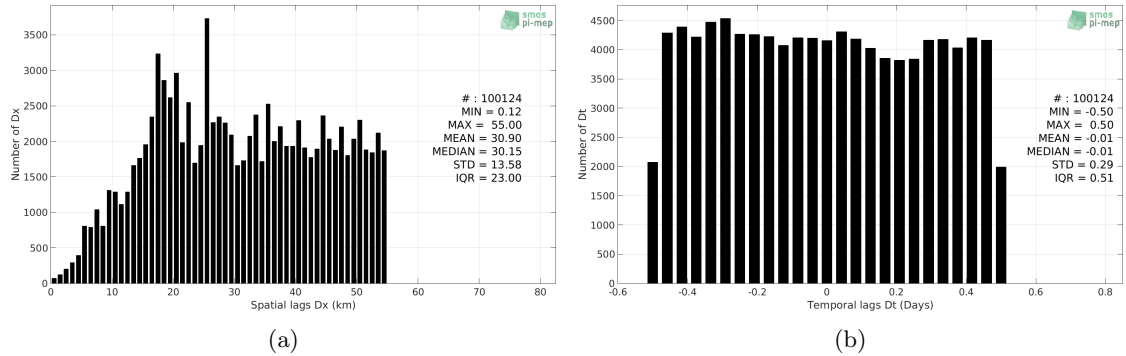 3500
3000
2500
2000
1500
1000
500
0
Number of Dx
0 10 20 30 40 50 60 70 80
Spatial lags Dx (km)
smos
pi-mep
# : 100124
MIN = 0.12
MAX = 55.00
MEAN = 30.90
MEDIAN = 30.15
STD = 13.58
IQR = 23.00
(a)
4500
4000
3500
3000
2500
2000
1500
1000
500
0
Number of Dt
-0.6 -0.4 -0.2 0 0.2 0.4 0.6 0.8
Temporal lags Dt (Days)
smos
pi-mep
# : 100124
MIN = -0.50
MAX = 0.50
MEAN = -0.01
MEDIAN = -0.01
STD = 0.29
IQR = 0.51
(b)